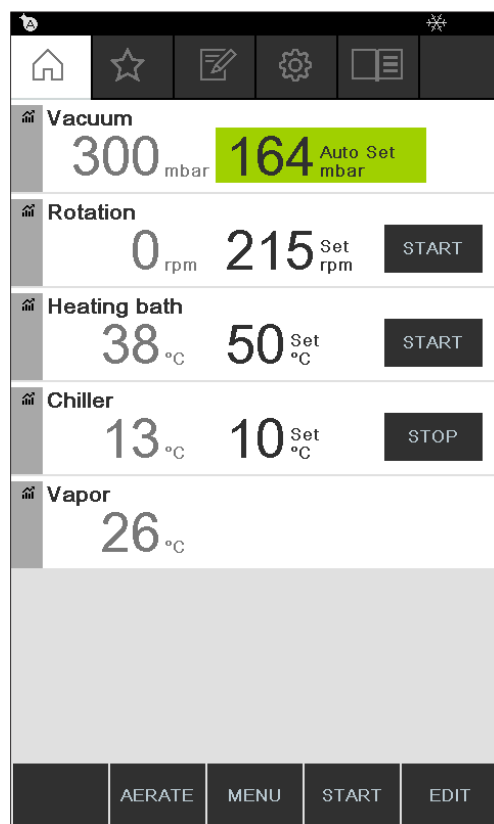 A
Vacuum
300 mbar 164 Auto Set mbar
Rotation
0 rpm 215 Set rpm START
Heating bath
38 °C 50 Set °C START
Chiller
13 °C 10 Set °C STOP
Vapor
26 °C
AERATE MENU START EDIT